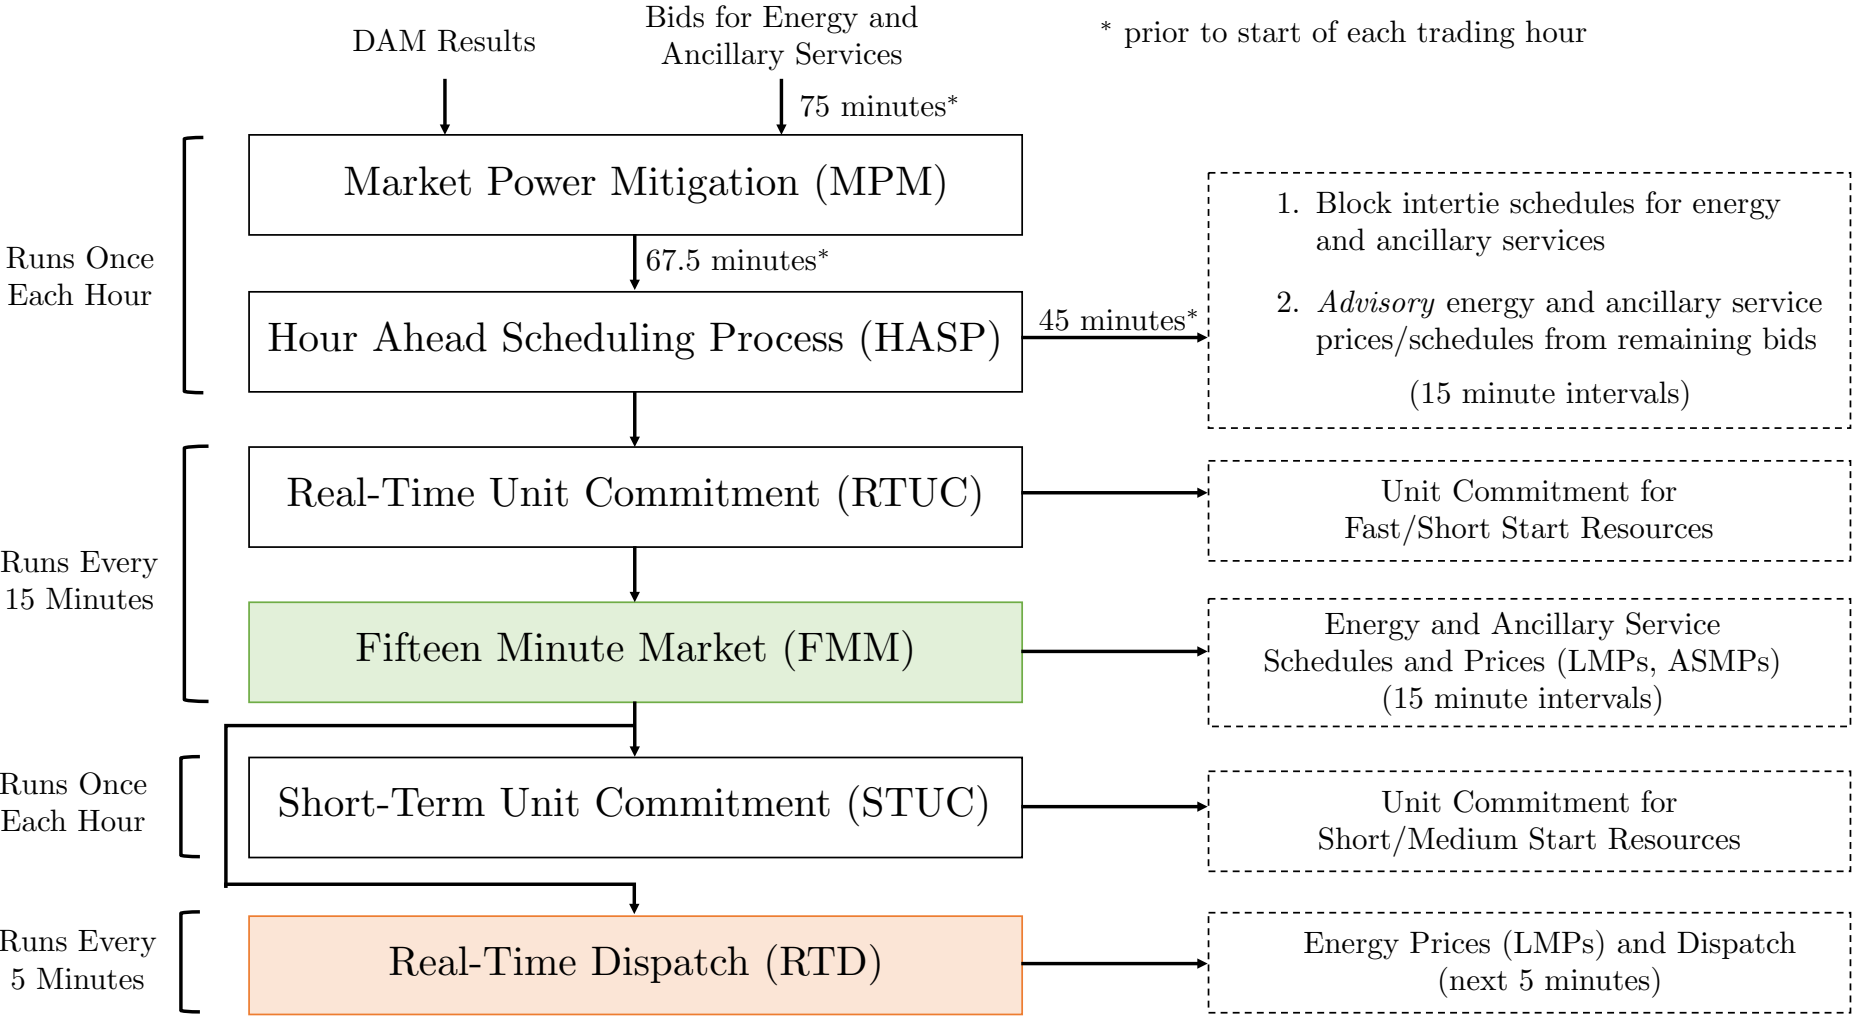 DAM Results
Bids for Energy and
Ancillary Services
* prior to start of each trading hour
75 minutes*
Runs Once
Each Hour
Market Power Mitigation (MPM)
67.5 minutes*
Hour Ahead Scheduling Process (HASP)
45 minutes*
1. Block intertie schedules for energy
and ancillary services
2. Advisory energy and ancillary service
prices/schedules from remaining bids
(15 minute intervals)
Runs Every
15 Minutes
Real-Time Unit Commitment (RTUC)
Unit Commitment for
Fast/Short Start Resources
Fifteen Minute Market (FMM)
Energy and Ancillary Service
Schedules and Prices (LMPs, ASMPs)
(15 minute intervals)
Runs Once
Each Hour
Short-Term Unit Commitment (STUC)
Unit Commitment for
Short/Medium Start Resources
Runs Every
5 Minutes
Real-Time Dispatch (RTD)
Energy Prices (LMPs) and Dispatch
(next 5 minutes)